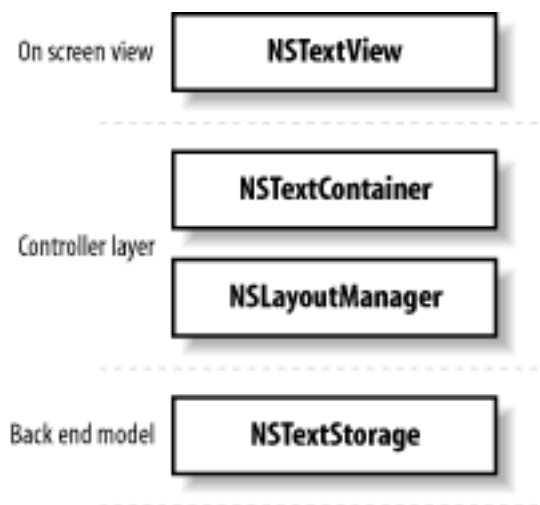 On screen view
NSTextView
NSTextContainer
Controller layer
NSLayoutManager
Back end model
NSTextStorage